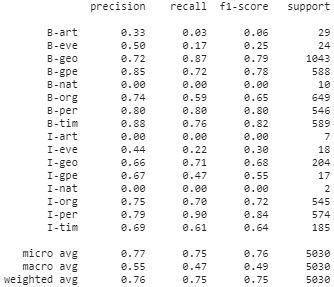 precision recall f1-score support
B-art 0.33 0.03 0.06 29
B-eve 0.50 0.17 0.25 24
B-geo 0.72 0.87 0.79 1043
B-gpe 0.85 0.72 0.78 588
B-nat 0.00 0.00 0.00 10
B-org 0.74 0.59 0.65 649
B-per 0.80 0.80 0.80 546
B-tim 0.88 0.76 0.82 589
I-art 0.00 0.00 0.00 7
I-eve 0.44 0.22 0.30 18
I-geo 0.66 0.71 0.68 204
I-gpe 0.67 0.47 0.55 17
I-nat 0.00 0.00 0.00 2
I-org 0.75 0.70 0.72 545
I-per 0.79 0.90 0.84 574
I-tim 0.69 0.61 0.64 185
micro avg 0.77 0.75 0.76 5030
macro avg 0.55 0.47 0.49 5030
weighted avg 0.76 0.75 0.75 5030